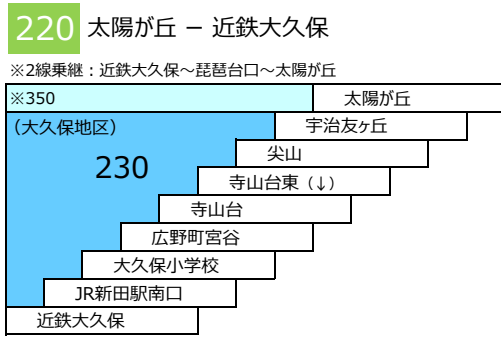 220 太陽が丘 － 近鉄大久保
※2線乗継：近鉄大久保～琵琶台口～太陽が丘
※350 太陽が丘
(大久保地区) 宇治友ヶ丘
230 尖山
寺山台東（↓）
寺山台
広野町宮谷
大久保小学校
JR新田駅南口
近鉄大久保